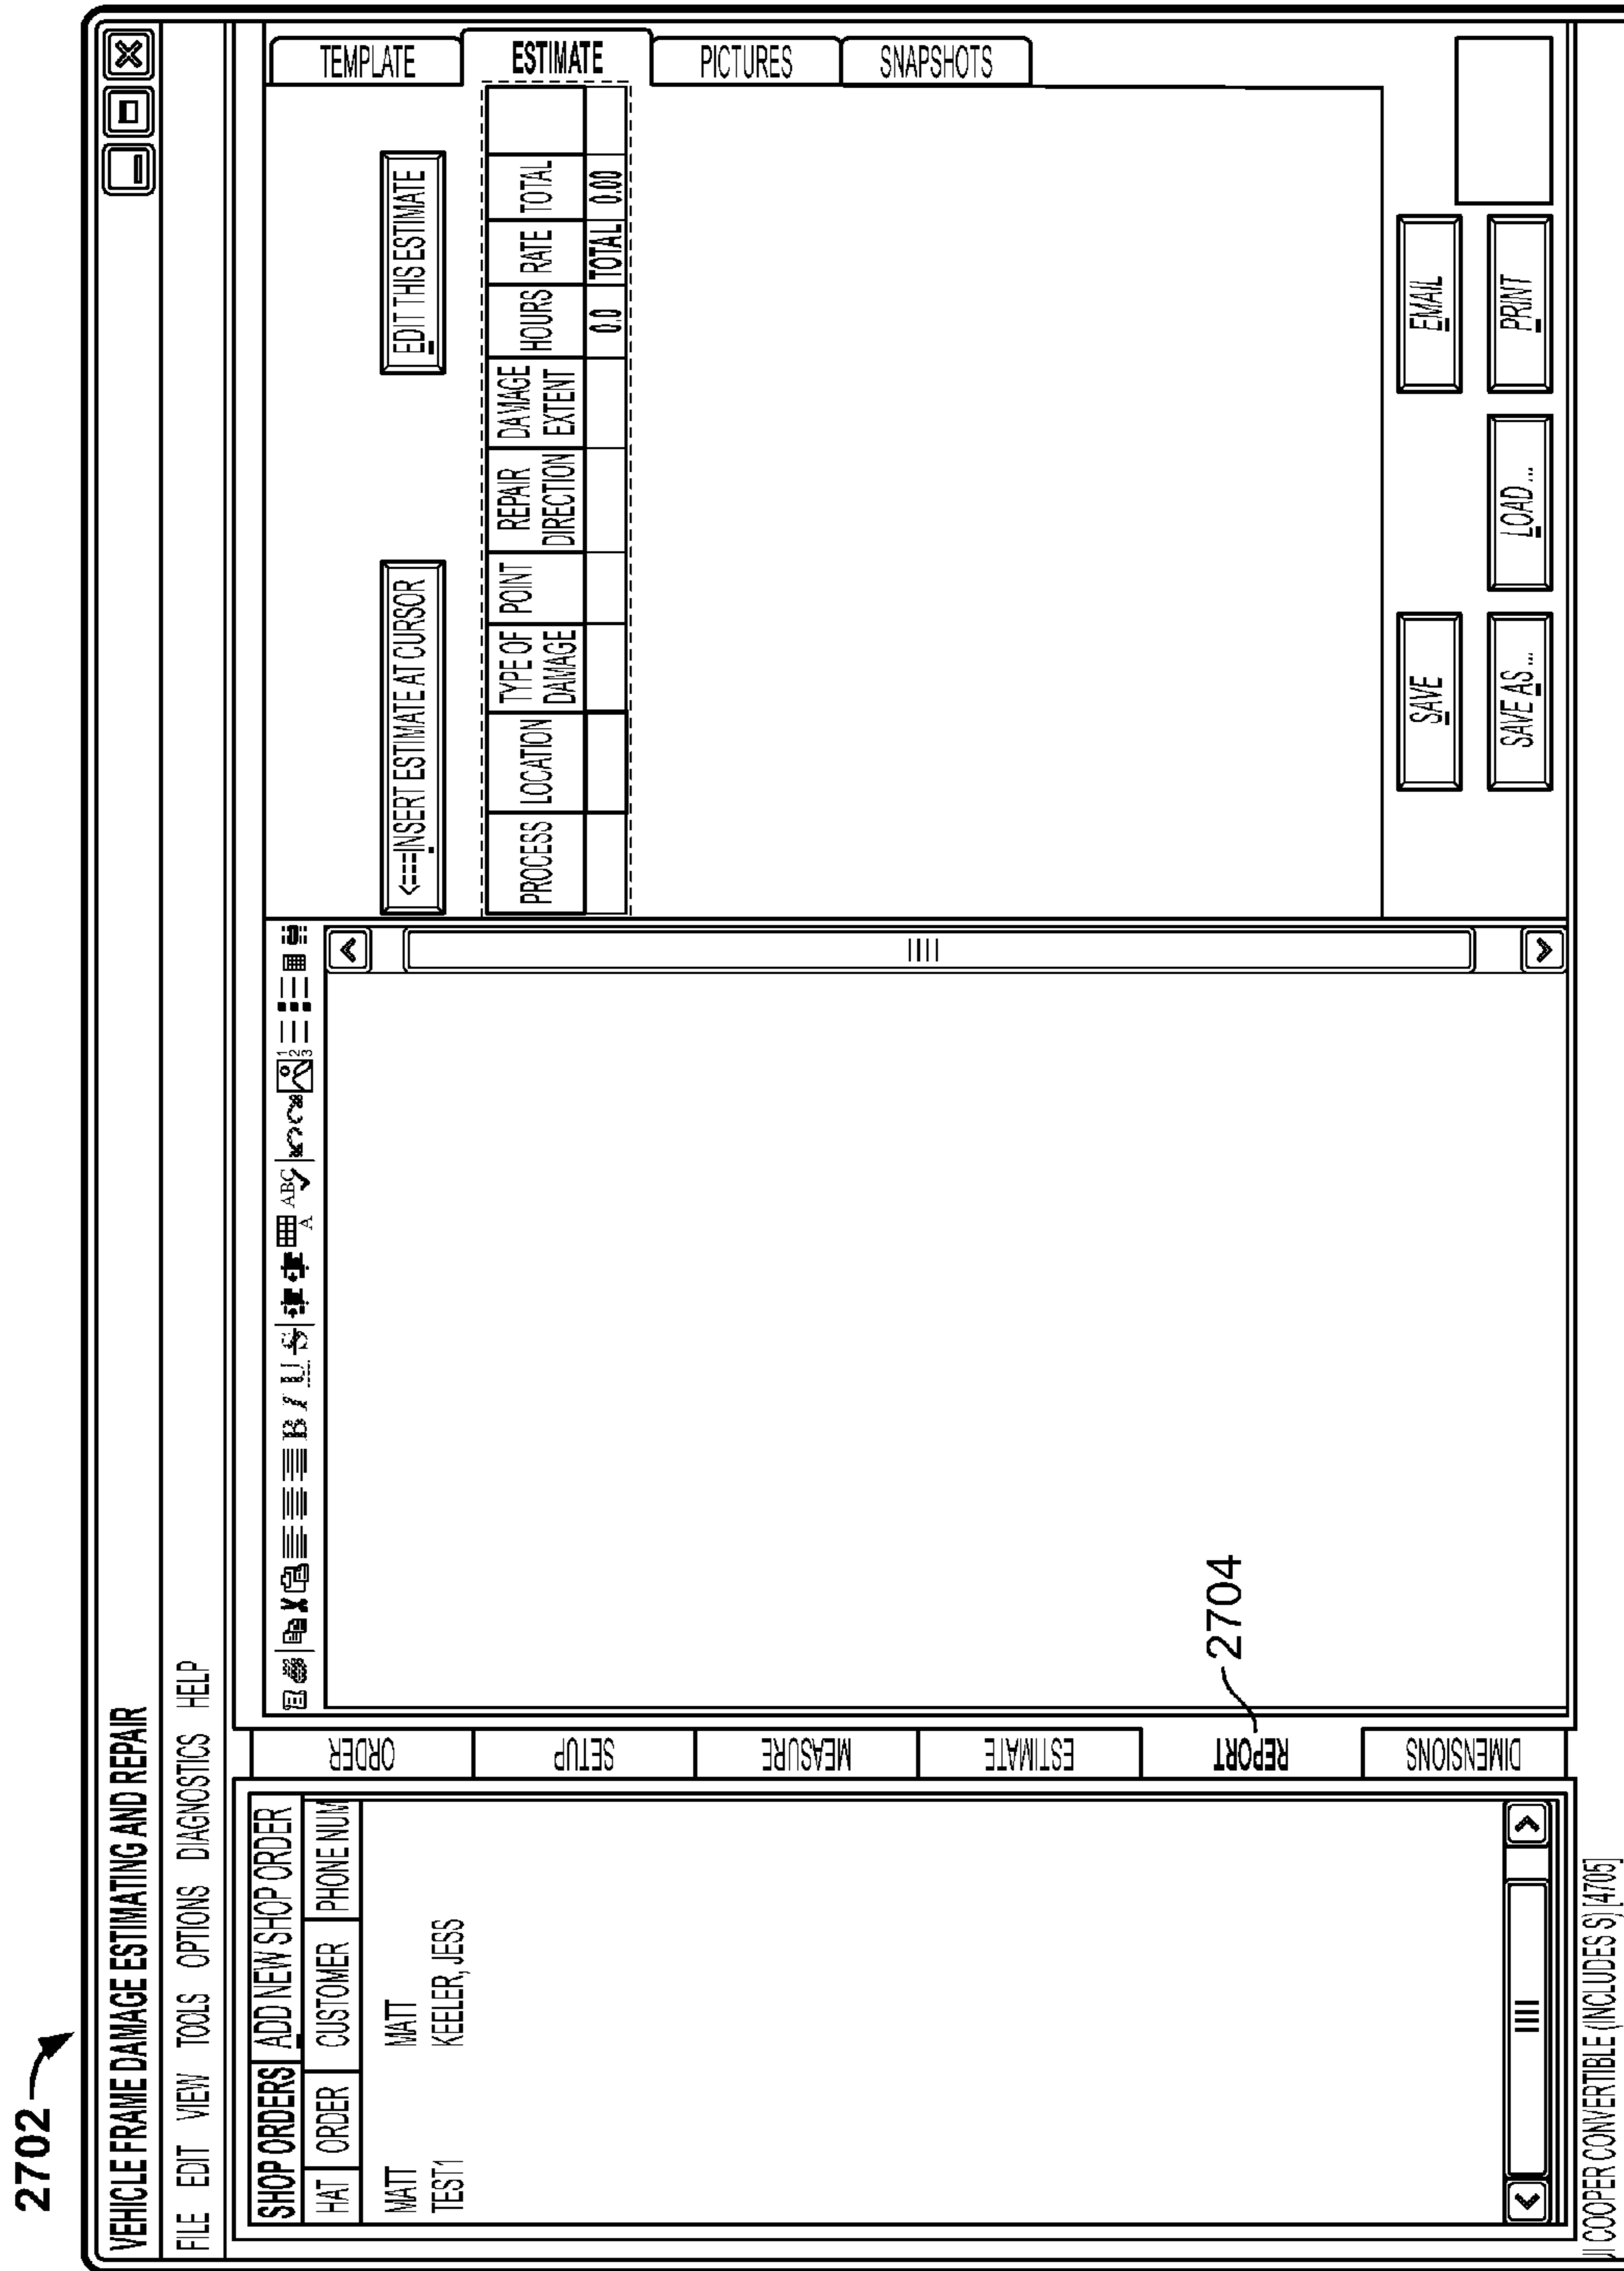 2702
VEHICLE FRAME DAMAGE ESTIMATING AND REPAIR
FILE EDIT VIEW TOOLS OPTIONS DIAGNOSTICS HELP
SHOP ORDERS ADD NEW SHOP ORDER
HAT ORDER CUSTOMER PHONE NUM
MATT MATT
TEST1 KEELER, JESS
ORDER
SETUP
MEASURE
ESTIMATE
REPORT
DIMENSIONS
2704
B I U S A ABC 1 2 3
<===INSERT ESTIMATE AT CURSOR EDIT THIS ESTIMATE
PROCESS LOCATION TYPE OF DAMAGE POINT REPAIR DIRECTION DAMAGE EXTENT HOURS RATE TOTAL
0.0 TOTAL 0.00
TEMPLATE
ESTIMATE
PICTURES
SNAPSHOTS
SAVE EMAIL
SAVE AS ... LOAD ... PRINT
COOPER CONVERTIBLE (INCLUDES S) [4705]